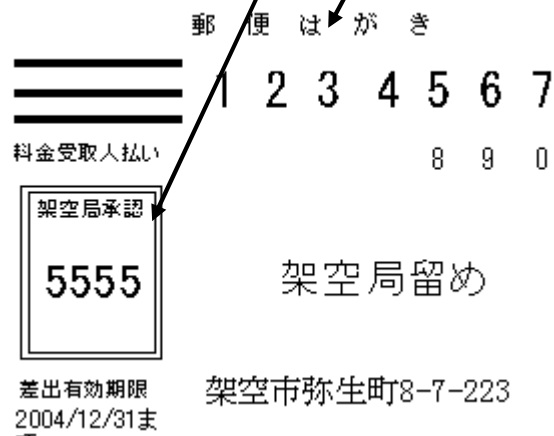 郵便はがき
1 2 3 4 5 6 7
料金受取人払い
8 9 0
架空局承認
5555
架空局留め
差出有効期限
2004/12/31ま
架空市弥生町8-7-223